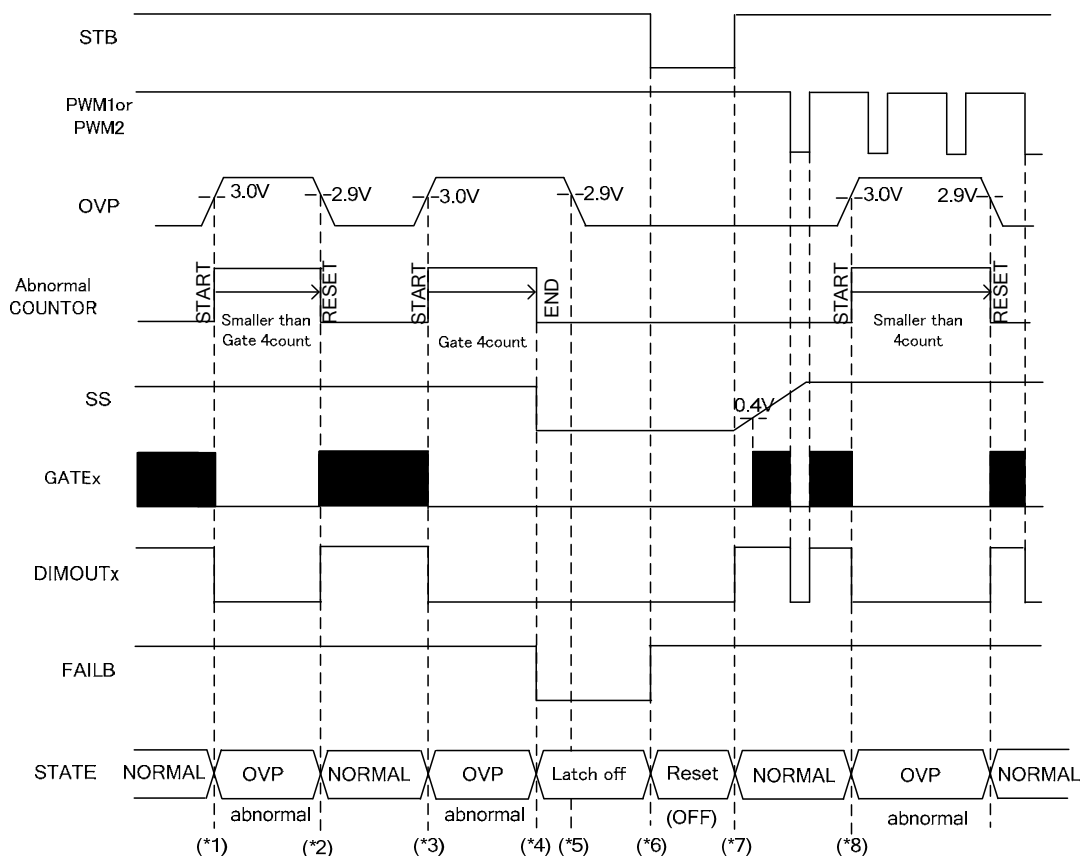 STB
PWM1or
PWM2
OVP
3.0V
2.9V
3.0V
2.9V
3.0V
2.9V
Abnormal
COUNTOR
START
RESET
START
END
START
RESET
Smaller than
Gate 4count
Gate 4count
Smaller than
4count
SS
0.4V
GATEx
DIMOUTx
FAILB
STATE
NORMAL
OVP
NORMAL
OVP
Latch off
Reset
NORMAL
OVP
NORMAL
abnormal
abnormal
(OFF)
abnormal
(*1)
(*2)
(*3)
(*4)
(*5)
(*6)
(*7)
(*8)